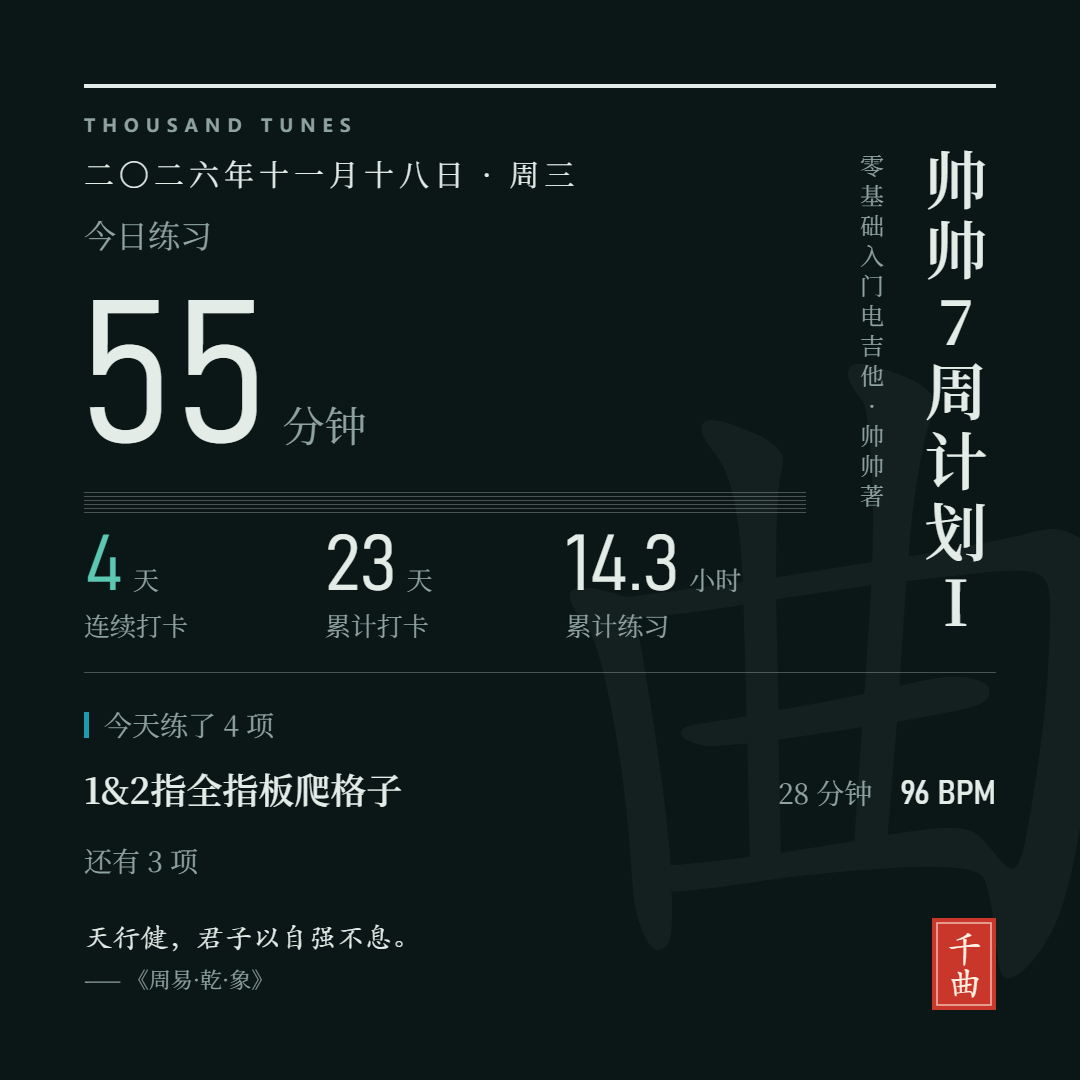 THOUSAND TUNES
二〇二六年十一月十八日 · 周三
今日练习
55 分钟
帅帅7周计划I
零基础入门电吉他·帅帅著
4 天
连续打卡
23 天
累计打卡
14.3 小时
累计练习
今天练了 4 项
1&2指全指板爬格子
28 分钟 96 BPM
还有 3 项
天行健，君子以自强不息。
—— 《周易·乾·象》
千曲
曲